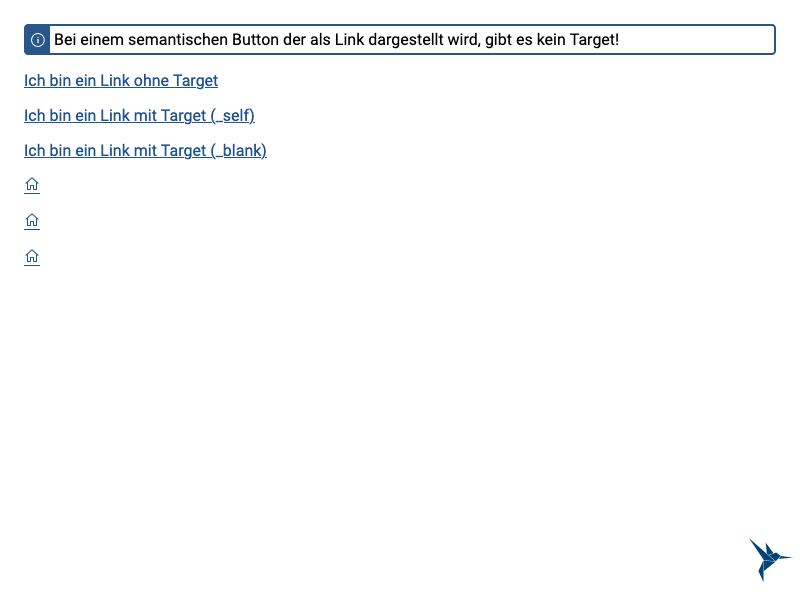 Bei einem semantischen Button der als Link dargestellt wird, gibt es kein Target!
Ich bin ein Link ohne Target
Ich bin ein Link mit Target (_self)
Ich bin ein Link mit Target (_blank)